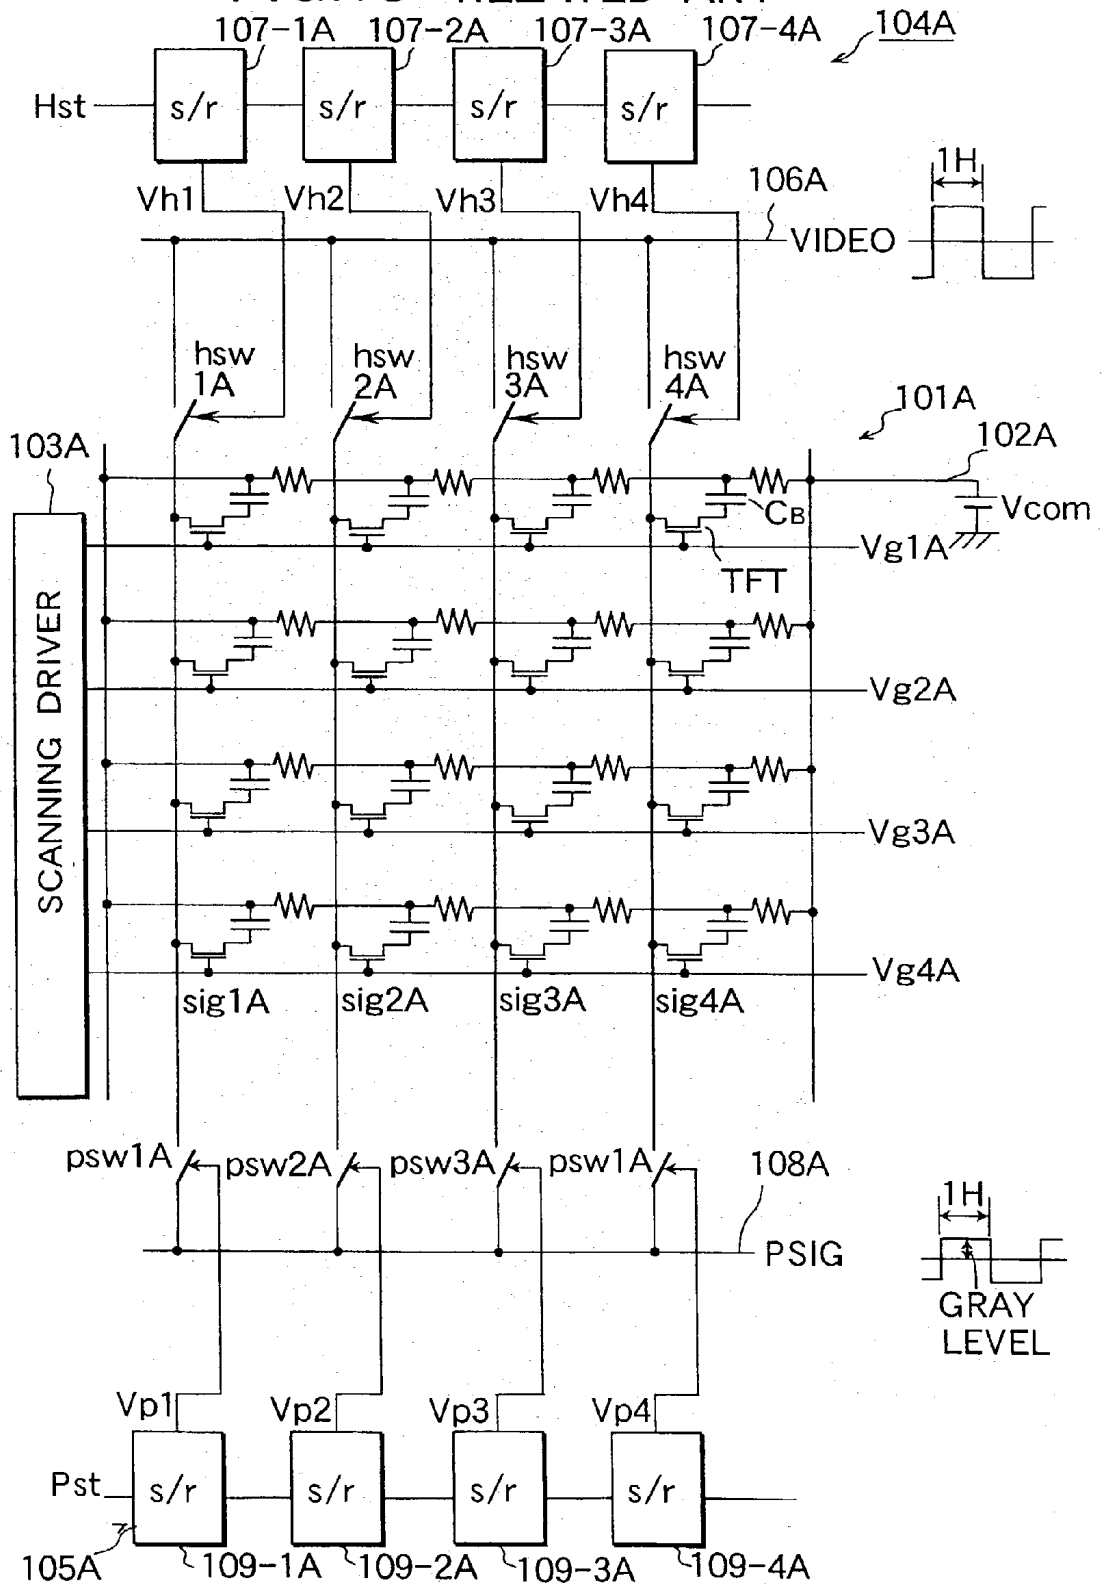 107-1A 107-2A 107-3A 107-4A 104A
Hst s/r s/r s/r s/r
Vh1 Vh2 Vh3 Vh4 106A 1H
VIDEO
hsw 1A
hsw 2A
hsw 3A
hsw 4A
101A
103A 102A
CB Vcom
Vg1A
TFT
SCANNING DRIVER
Vg2A
Vg3A
Vg4A
sig1A sig2A sig3A sig4A
psw1A psw2A psw3A psw1A 108A
1H
PSIG
GRAY
LEVEL
Vp1 Vp2 Vp3 Vp4
Pst s/r s/r s/r s/r
105A 109-1A 109-2A 109-3A 109-4A